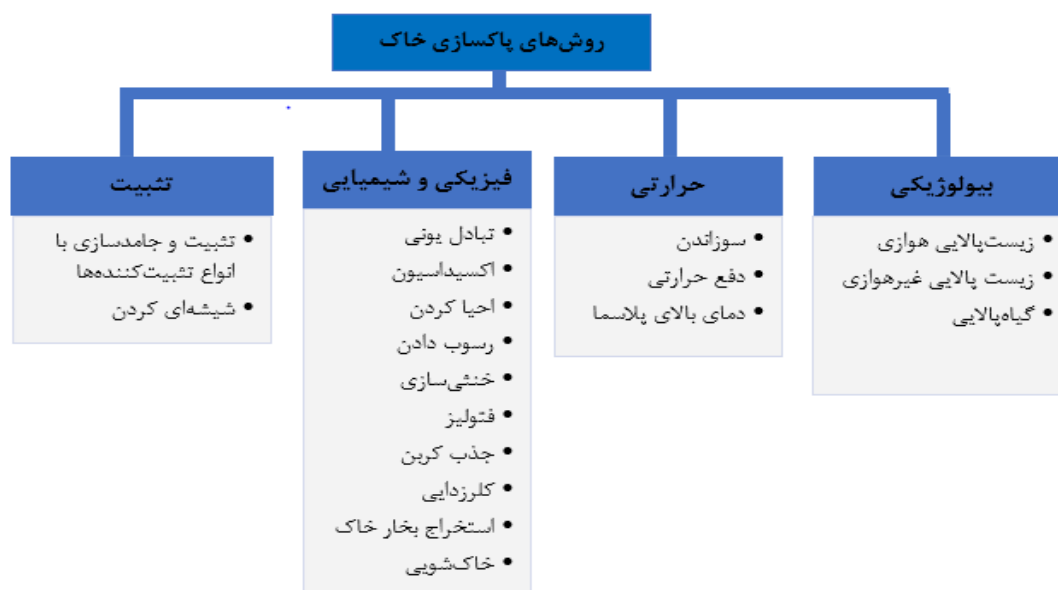 روش‌های پاکسازی خاک
بیولوژیکی
• زیست‌پالایی هوازی
• زیست پالایی غیرهوازی
• گیاه‌پالایی
حرارتی
• سوزاندن
• دفع حرارتی
• دمای بالای پلاسما
فیزیکی و شیمیایی
• تبادل یونی
• اکسیداسیون
• احیا کردن
• رسوب دادن
• خنثی‌سازی
• فتولیز
• جذب کربن
• کلرزدایی
• استخراج بخار خاک
• خاک‌شویی
تثبیت
• تثبیت و جامدسازی با
انواع تثبیت‌کننده‌ها
• شیشه‌ای کردن